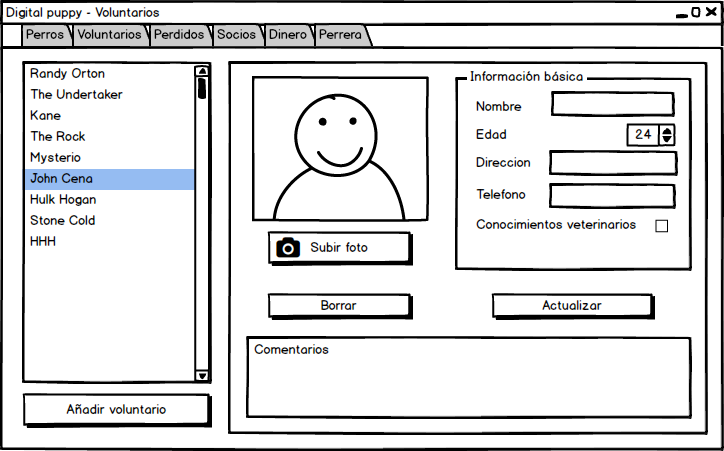 Digital puppy - Voluntarios
Perros Voluntarios Perdidos Socios Dinero Perrera
Randy Orton
The Undertaker
Kane
The Rock
Mysterio
John Cena
Hulk Hogan
Stone Cold
HHH
Añadir voluntario
Subir foto
Información básica
Nombre
Edad 24
Direccion
Telefono
Conocimientos veterinarios
Borrar
Actualizar
Comentarios